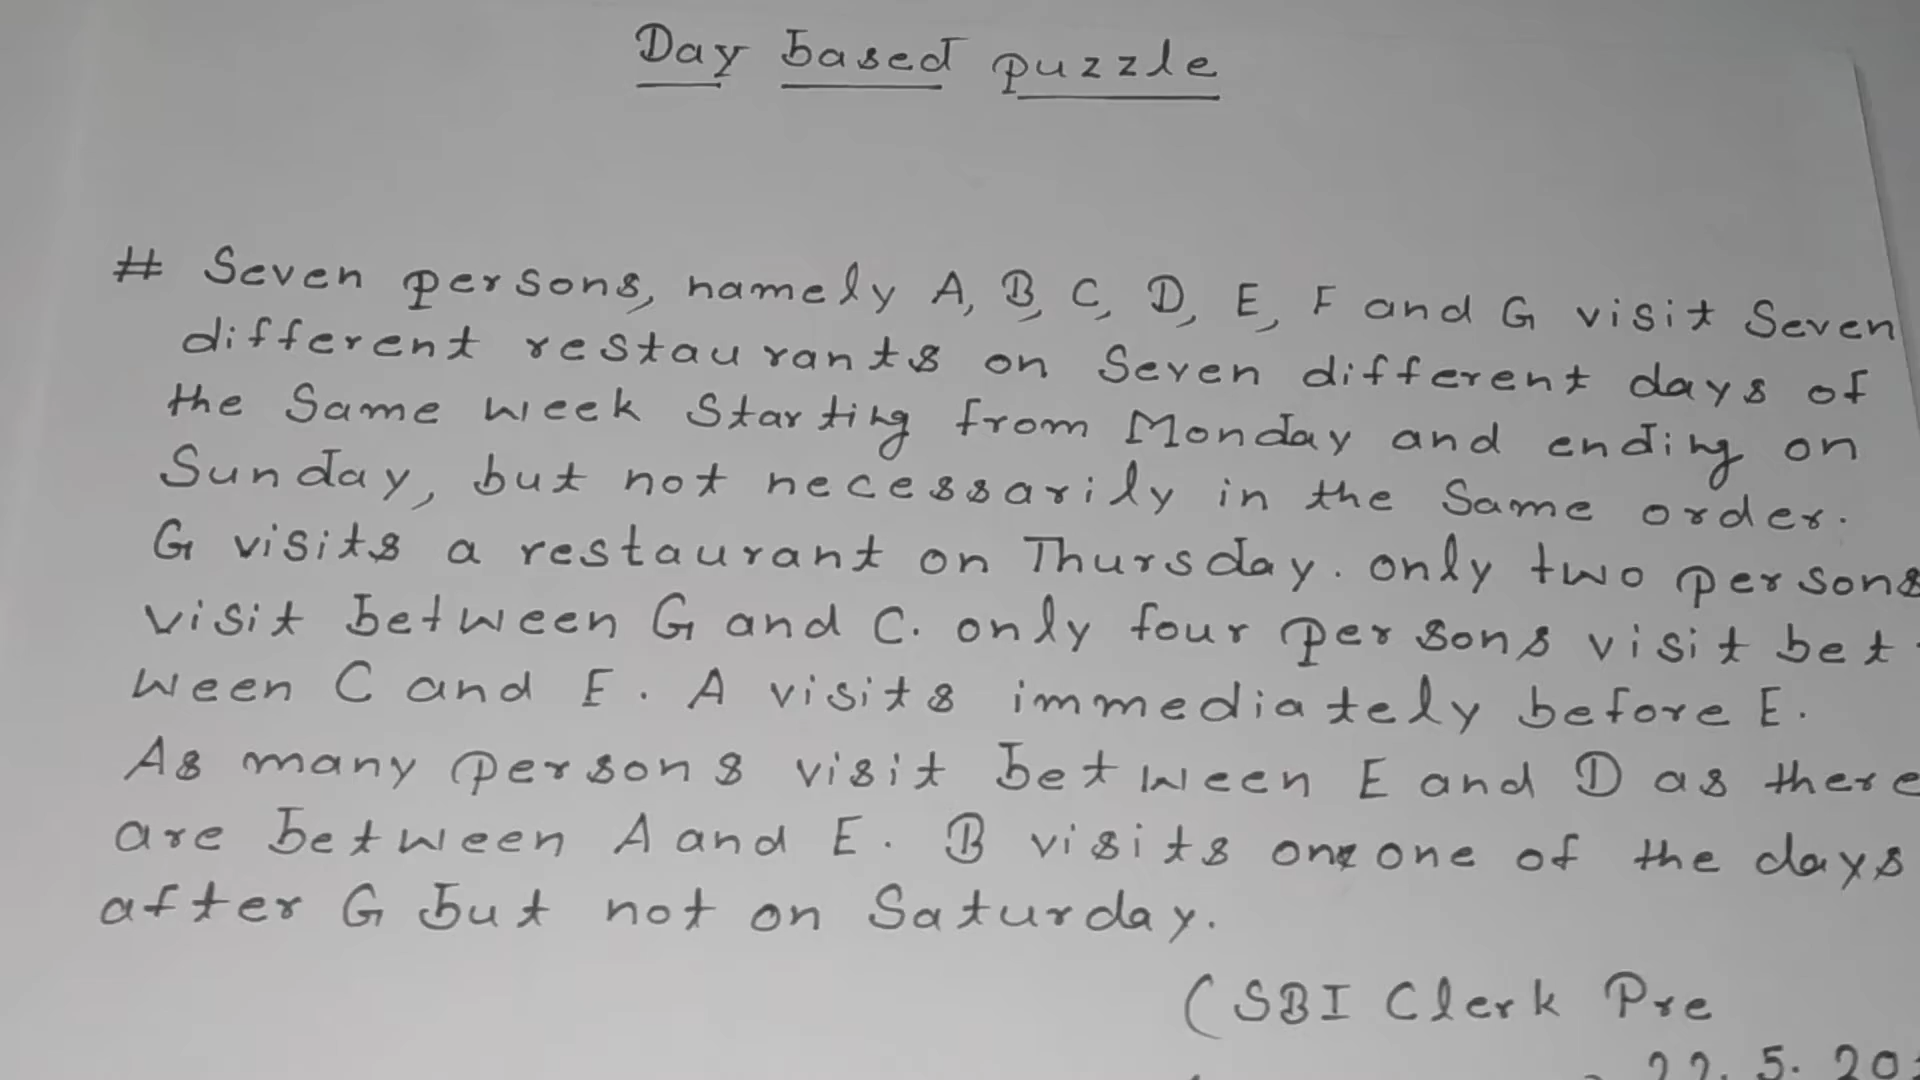 Day based puzzle
# Seven persons, namely A, B, C, D, E, F and G visit Seven
different restaurants on Seven different days of
the Same week Starting from Monday and ending on
Sunday, but not necessarily in the Same order.
G visits a restaurant on Thursday. only two persons
visit between G and C. only four persons visit bet-
ween C and E. A visits immediately before E.
As many persons visit between E and D as there
are between A and E. B visits on one of the days
after G but not on Saturday.
(SBI Clerk Pre
22.5.20